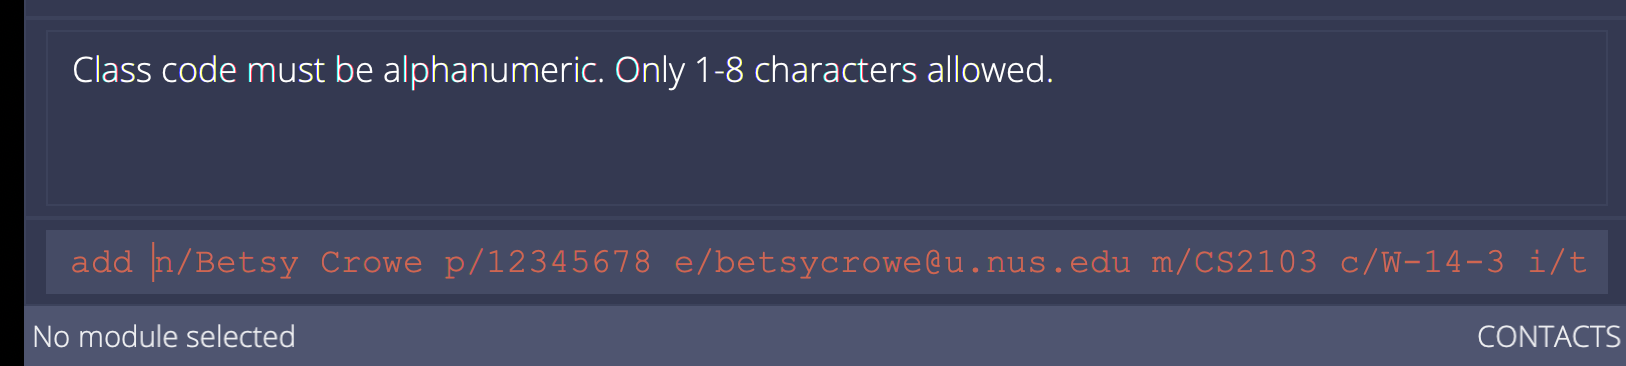 Class code must be alphanumeric. Only 1-8 characters allowed.
add n/Betsy Crowe p/12345678 e/betsycrowe@u.nus.edu m/CS2103 c/W-14-3 i/t
No module selected
CONTACTS